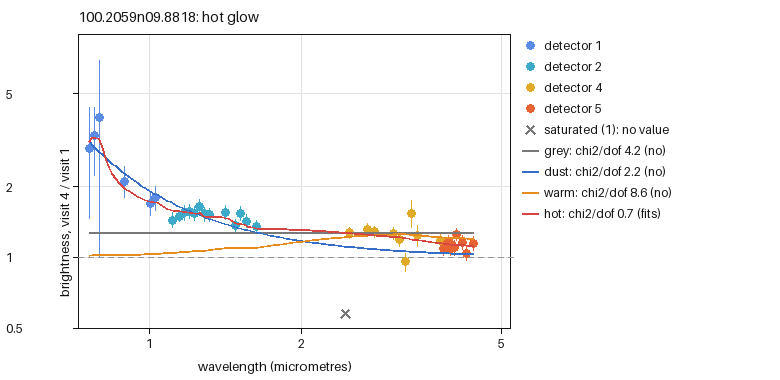 100.2059n09.8818: hot glow
brightness, visit 4 / visit 1
5
2
1
0.5
1
2
5
wavelength (micrometres)
detector 1
detector 2
detector 4
detector 5
saturated (1): no value
grey: chi2/dof 4.2 (no)
dust: chi2/dof 2.2 (no)
warm: chi2/dof 8.6 (no)
hot: chi2/dof 0.7 (fits)